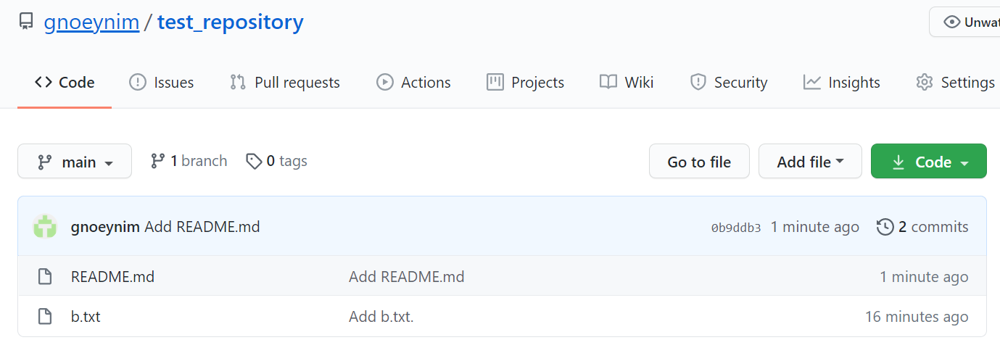 gnoeynim / test_repository
Code Issues Pull requests Actions Projects Wiki Security Insights Settings
main 1 branch 0 tags Go to file Add file Code
gnoeynim Add README.md 0b9ddb3 1 minute ago 2 commits
README.md Add README.md 1 minute ago
b.txt Add b.txt. 16 minutes ago